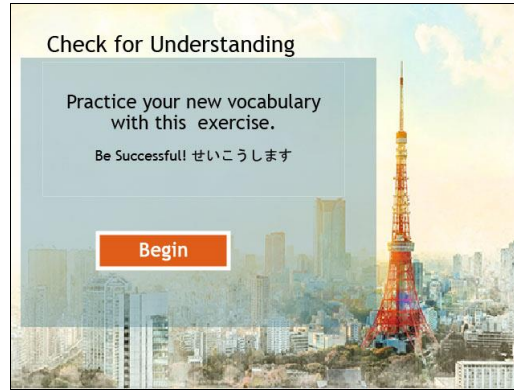 Check for Understanding
Practice your new vocabulary
with this exercise.
Be Successful! せいこうします
Begin